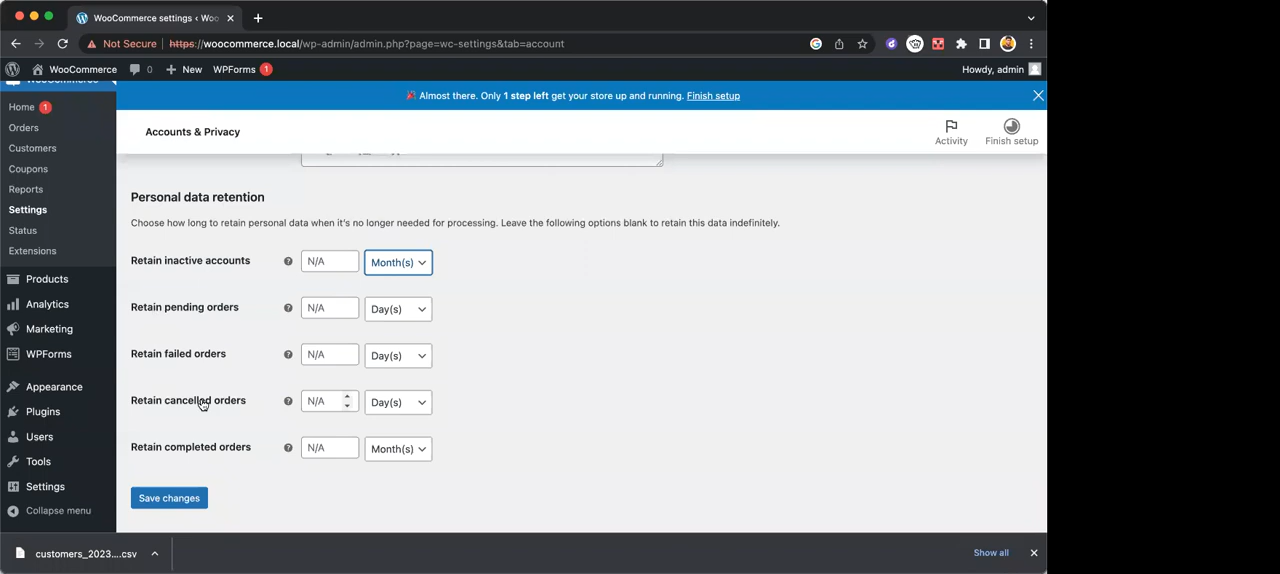 WooCommerce settings ‹ Woo
Not Secure | https://woocommerce.local/wp-admin/admin.php?page=wc-settings&tab=account
WooCommerce 0 New WPForms 1 Howdy, admin
WooCommerce
Almost there. Only 1 step left get your store up and running. Finish setup
Home 1
Orders
Customers
Coupons
Reports
Settings
Status
Extensions
Products
Analytics
Marketing
WPForms
Appearance
Plugins
Users
Tools
Settings
Collapse menu
Accounts & Privacy
Activity
Finish setup
Personal data retention
Choose how long to retain personal data when it's no longer needed for processing. Leave the following options blank to retain this data indefinitely.
Retain inactive accounts N/A Month(s)
Retain pending orders N/A Day(s)
Retain failed orders N/A Day(s)
Retain cancelled orders N/A Day(s)
Retain completed orders N/A Month(s)
Save changes
customers_2023....csv Show all